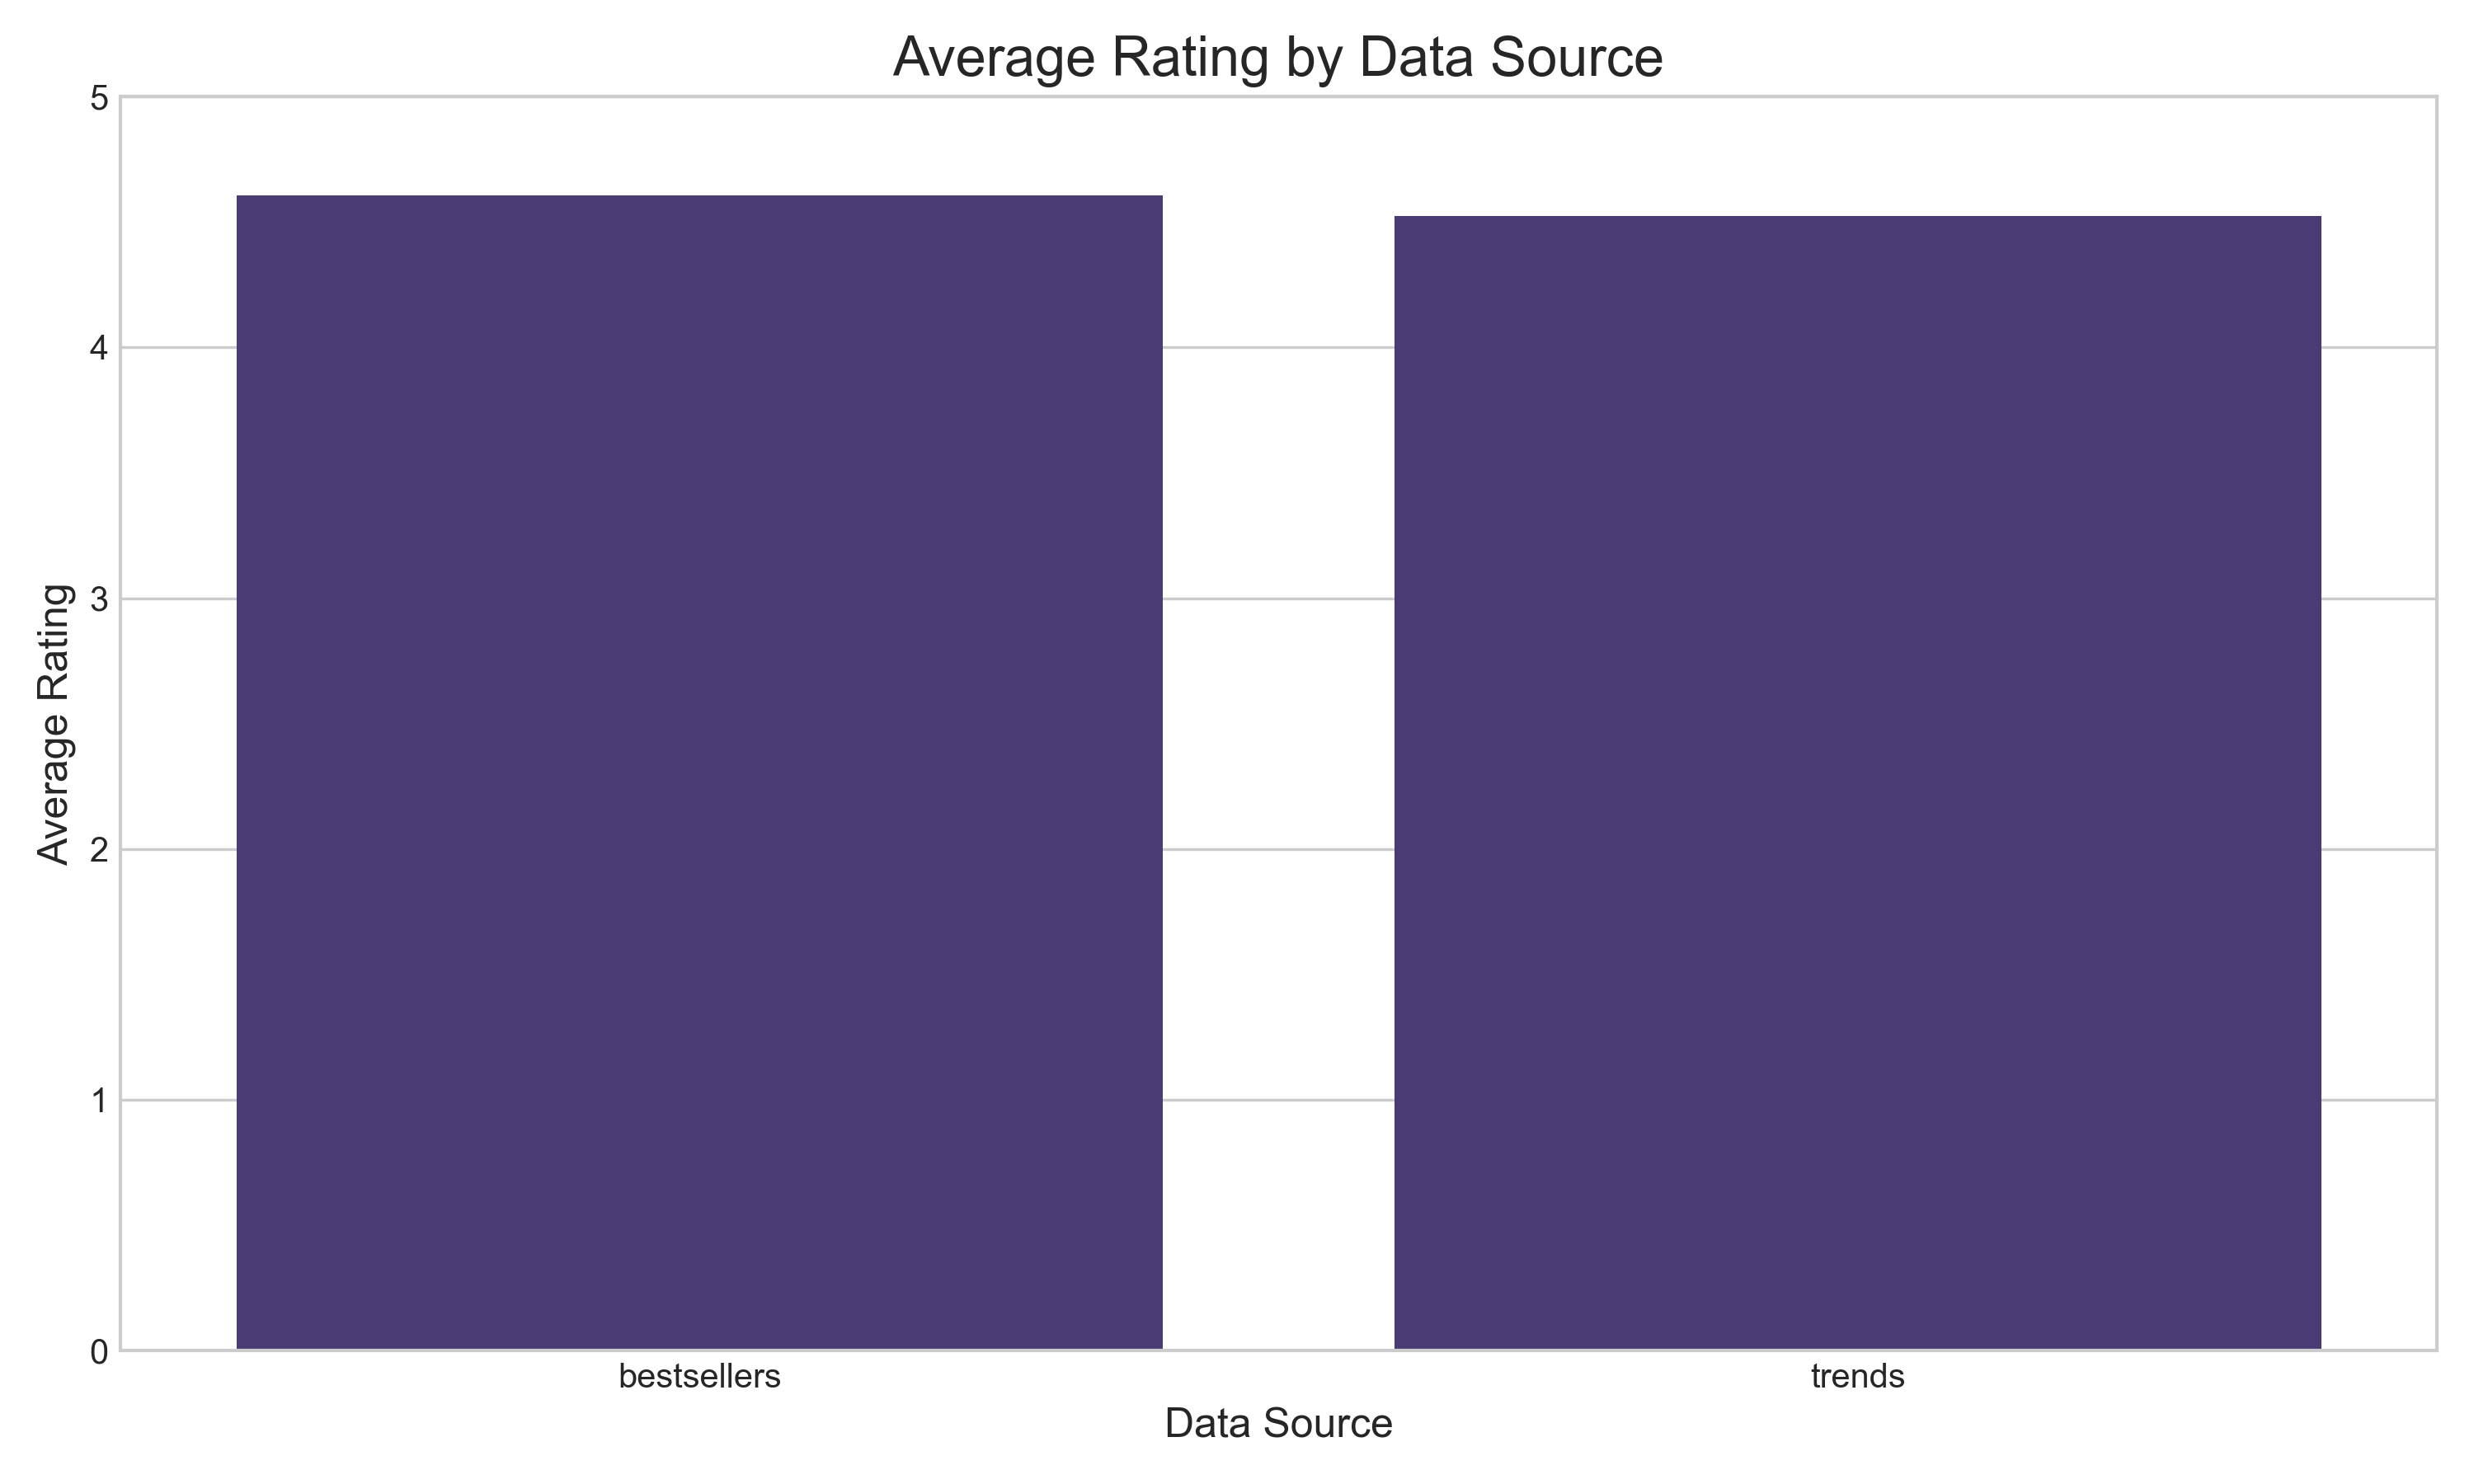 Average Rating by Data Source
5
4
3
2
1
0
Average Rating
bestsellers
trends
Data Source